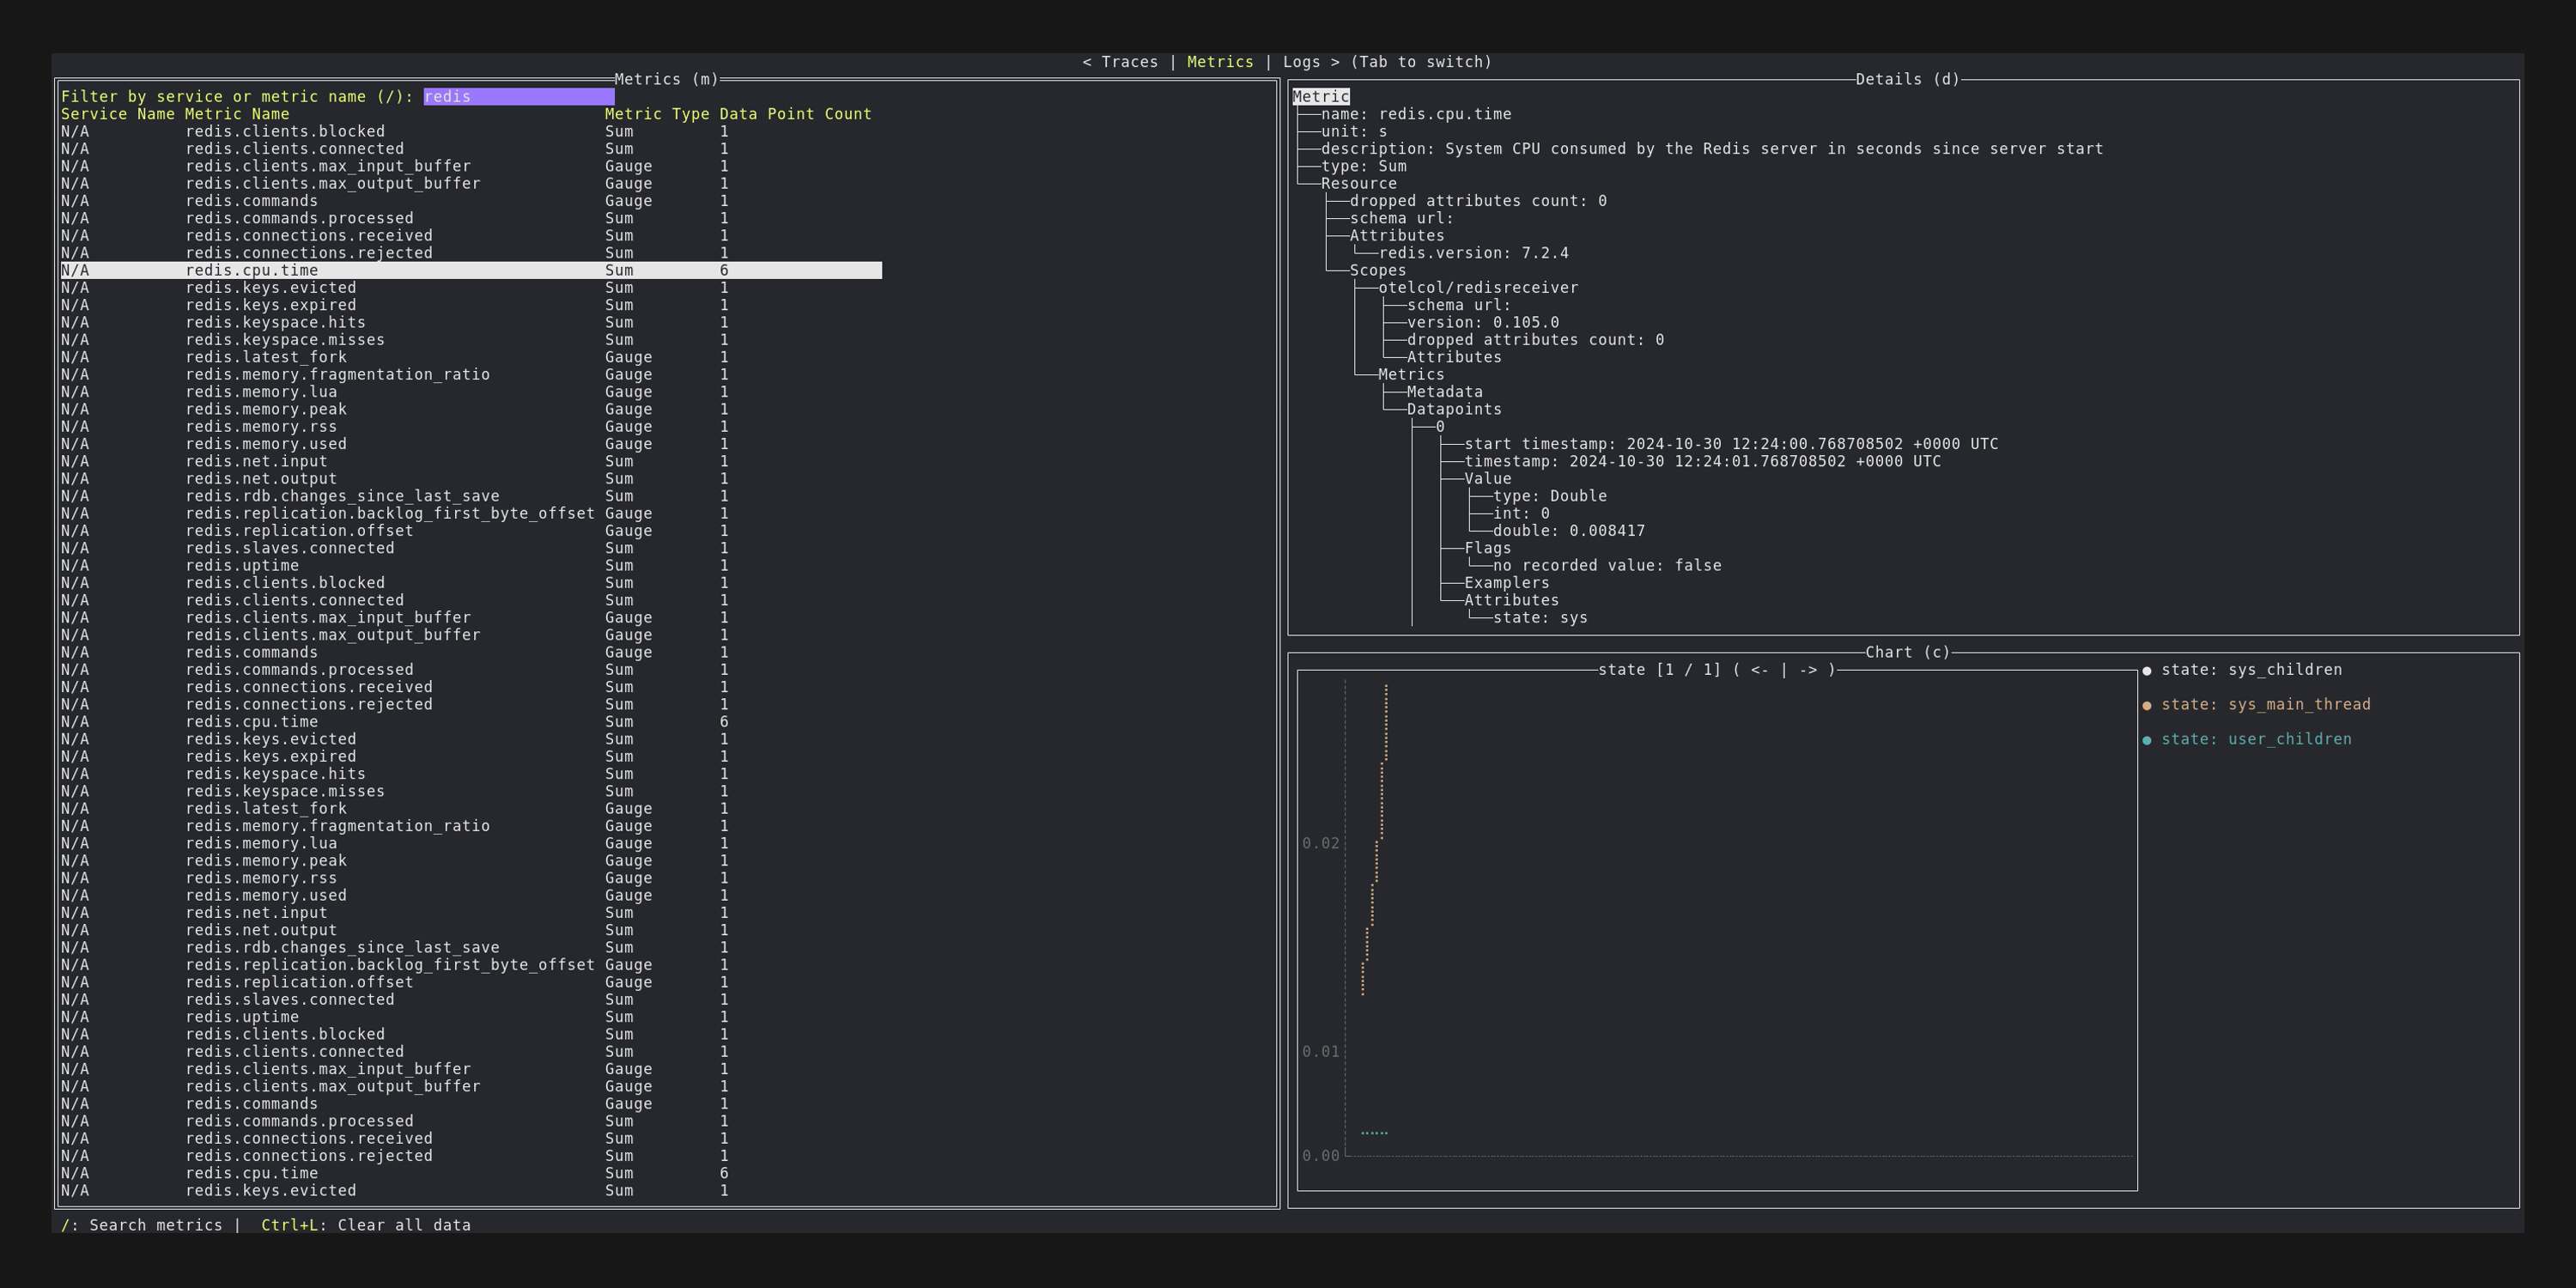 < Traces | Metrics | Logs > (Tab to switch)
Metrics (m)
Filter by service or metric name (/): redis
Service Name Metric Name Metric Type Data Point Count
N/A redis.clients.blocked Sum 1
N/A redis.clients.connected Sum 1
N/A redis.clients.max_input_buffer Gauge 1
N/A redis.clients.max_output_buffer Gauge 1
N/A redis.commands Gauge 1
N/A redis.commands.processed Sum 1
N/A redis.connections.received Sum 1
N/A redis.connections.rejected Sum 1
N/A redis.cpu.time Sum 6
N/A redis.keys.evicted Sum 1
N/A redis.keys.expired Sum 1
N/A redis.keyspace.hits Sum 1
N/A redis.keyspace.misses Sum 1
N/A redis.latest_fork Gauge 1
N/A redis.memory.fragmentation_ratio Gauge 1
N/A redis.memory.lua Gauge 1
N/A redis.memory.peak Gauge 1
N/A redis.memory.rss Gauge 1
N/A redis.memory.used Gauge 1
N/A redis.net.input Sum 1
N/A redis.net.output Sum 1
N/A redis.rdb.changes_since_last_save Sum 1
N/A redis.replication.backlog_first_byte_offset Gauge 1
N/A redis.replication.offset Gauge 1
N/A redis.slaves.connected Sum 1
N/A redis.uptime Sum 1
N/A redis.clients.blocked Sum 1
N/A redis.clients.connected Sum 1
N/A redis.clients.max_input_buffer Gauge 1
N/A redis.clients.max_output_buffer Gauge 1
N/A redis.commands Gauge 1
N/A redis.commands.processed Sum 1
N/A redis.connections.received Sum 1
N/A redis.connections.rejected Sum 1
N/A redis.cpu.time Sum 6
N/A redis.keys.evicted Sum 1
N/A redis.keys.expired Sum 1
N/A redis.keyspace.hits Sum 1
N/A redis.keyspace.misses Sum 1
N/A redis.latest_fork Gauge 1
N/A redis.memory.fragmentation_ratio Gauge 1
N/A redis.memory.lua Gauge 1
N/A redis.memory.peak Gauge 1
N/A redis.memory.rss Gauge 1
N/A redis.memory.used Gauge 1
N/A redis.net.input Sum 1
N/A redis.net.output Sum 1
N/A redis.rdb.changes_since_last_save Sum 1
N/A redis.replication.backlog_first_byte_offset Gauge 1
N/A redis.replication.offset Gauge 1
N/A redis.slaves.connected Sum 1
N/A redis.uptime Sum 1
N/A redis.clients.blocked Sum 1
N/A redis.clients.connected Sum 1
N/A redis.clients.max_input_buffer Gauge 1
N/A redis.clients.max_output_buffer Gauge 1
N/A redis.commands Gauge 1
N/A redis.commands.processed Sum 1
N/A redis.connections.received Sum 1
N/A redis.connections.rejected Sum 1
N/A redis.cpu.time Sum 6
N/A redis.keys.evicted Sum 1
Details (d)
Metric
name: redis.cpu.time
unit: s
description: System CPU consumed by the Redis server in seconds since server start
type: Sum
Resource
dropped attributes count: 0
schema url:
Attributes
redis.version: 7.2.4
Scopes
otelcol/redisreceiver
schema url:
version: 0.105.0
dropped attributes count: 0
Attributes
Metrics
Metadata
Datapoints
0
start timestamp: 2024-10-30 12:24:00.768708502 +0000 UTC
timestamp: 2024-10-30 12:24:01.768708502 +0000 UTC
Value
type: Double
int: 0
double: 0.008417
Flags
no recorded value: false
Examplers
Attributes
state: sys
Chart (c)
state [1 / 1] ( <- | -> )
0.02
0.01
0.00
● state: sys_children
● state: sys_main_thread
● state: user_children
/: Search metrics | Ctrl+L: Clear all data